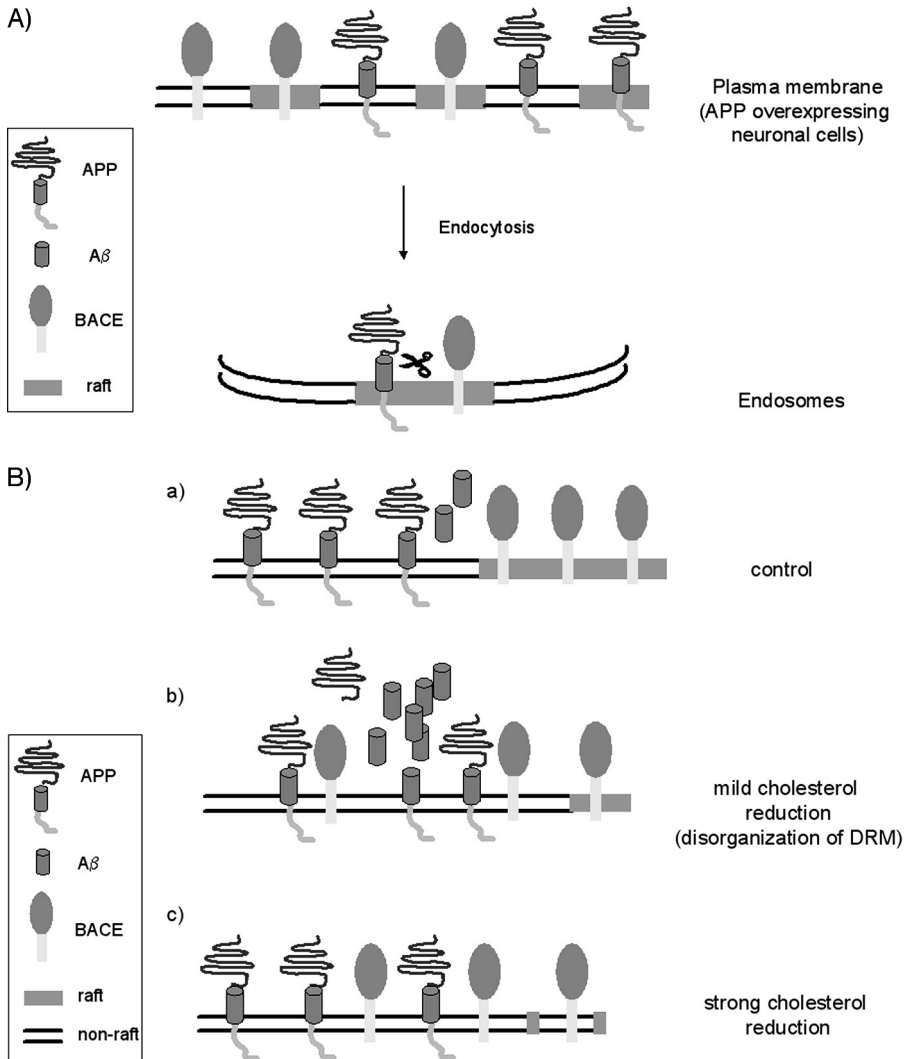 A)
Plasma membrane
(APP overexpressing
neuronal cells)
APP
Aβ
BACE
raft
Endocytosis
Endosomes
B)
a)
control
b)
mild cholesterol
reduction
(disorganization of DRM)
APP
Aβ
BACE
raft
non-raft
c)
strong cholesterol
reduction